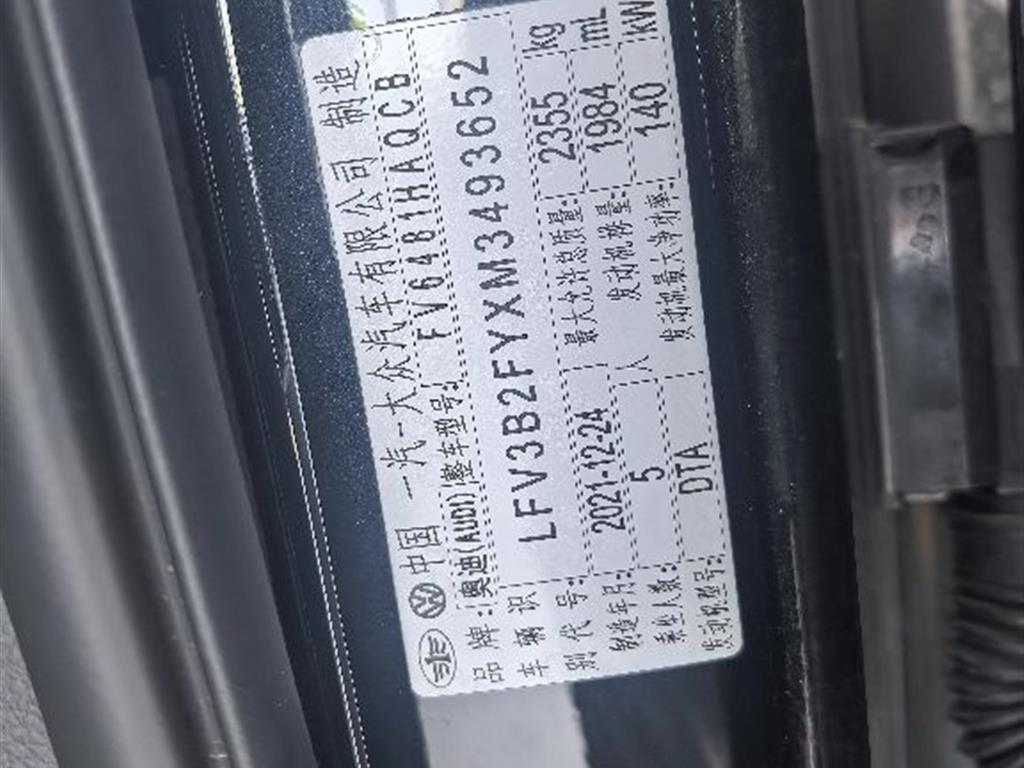 中国 一汽一大众汽车有限公司 制造
品牌:奥迪(AUDI) 整车型号: FV6481HAQCB
车辆识别代号: LFV3B2FYXM3493652
制造年月: 2021-12-24 最大允许总质量: 2355 kg
乘坐人数: 5 人 发动机排量: 1984 mL
发动机型号: DTA 发动机最大净功率: 140 kW